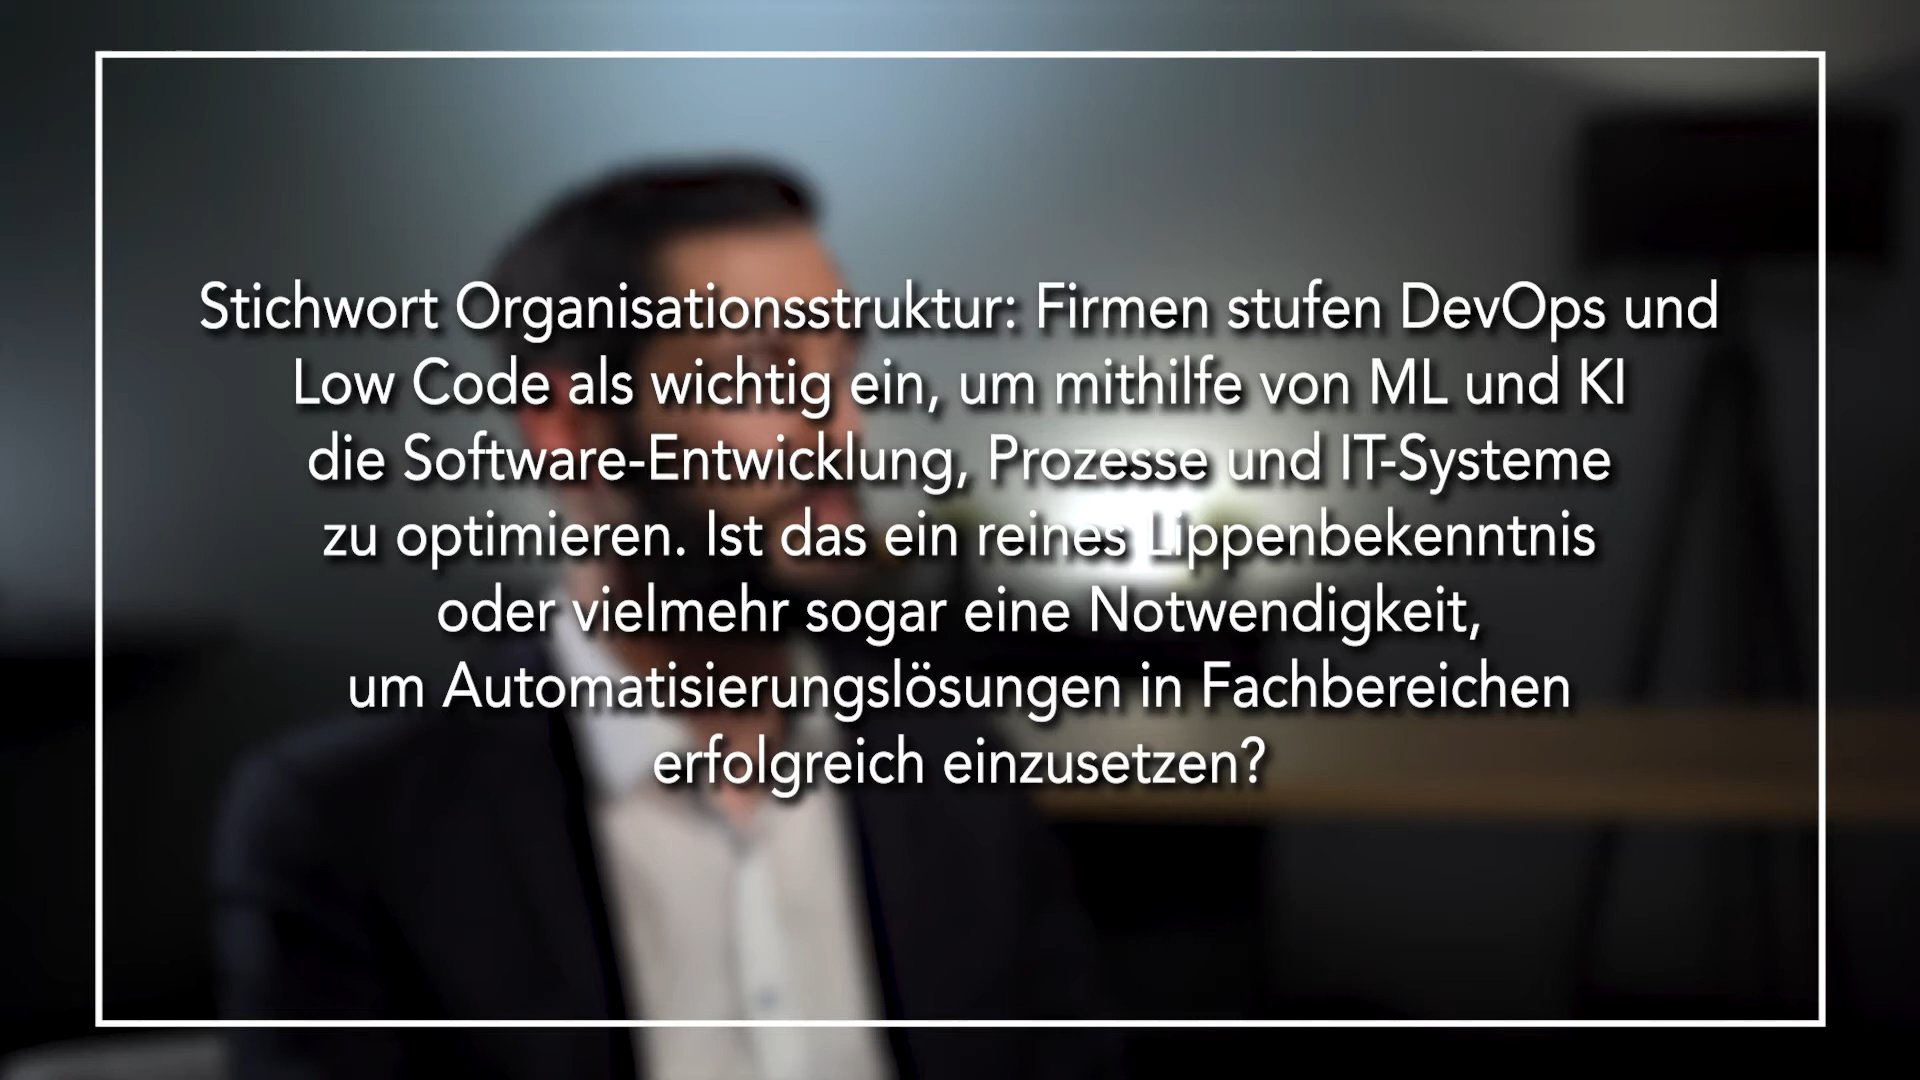 Stichwort Organisationsstruktur: Firmen stufen DevOps und
Low Code als wichtig ein, um mithilfe von ML und KI
die Software-Entwicklung, Prozesse und IT-Systeme
zu optimieren. Ist das ein reines Lippenbekenntnis
oder vielmehr sogar eine Notwendigkeit,
um Automatisierungslösungen in Fachbereichen
erfolgreich einzusetzen?